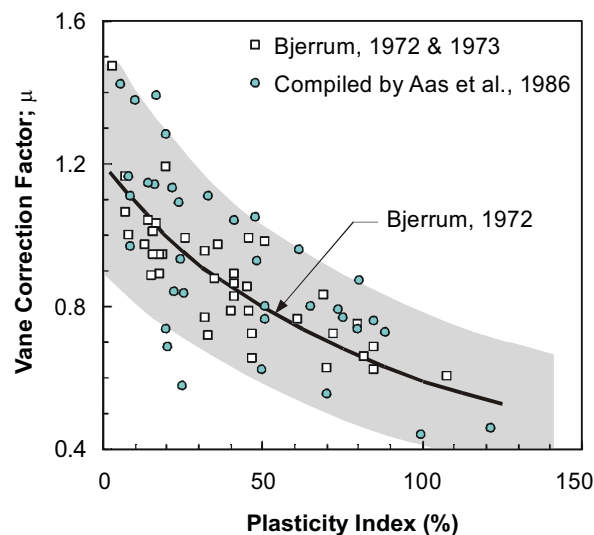 1.6
Bjerrum, 1972 & 1973
Compiled by Aas et al., 1986
1.2
Vane Correction Factor; μ
Bjerrum, 1972
0.8
0.4
0
50
100
150
Plasticity Index (%)